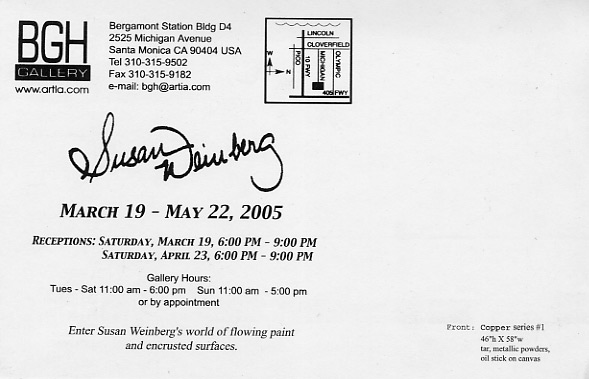 BGH
GALLERY
www.artla.com
Bergamont Station Bldg D4
2525 Michigan Avenue
Santa Monica CA 90404 USA
Tel 310-315-9502
Fax 310-315-9182
e-mail: bgh@artla.com
LINCOLN
CLOVERFIELD
W
N
PICO
10 FWY
MICHIGAN
OLYMPIC
405 FWY
Susan Weinberg
MARCH 19 - MAY 22, 2005
RECEPTIONS: SATURDAY, MARCH 19, 6:00 PM - 9:00 PM
SATURDAY, APRIL 23, 6:00 PM - 9:00 PM
Gallery Hours:
Tues - Sat 11:00 am - 6:00 pm Sun 11:00 am - 5:00 pm
or by appointment
Enter Susan Weinberg's world of flowing paint
and encrusted surfaces.
Front: Copper series #1
46"h X 58"w
tar, metallic powders,
oil stick on canvas